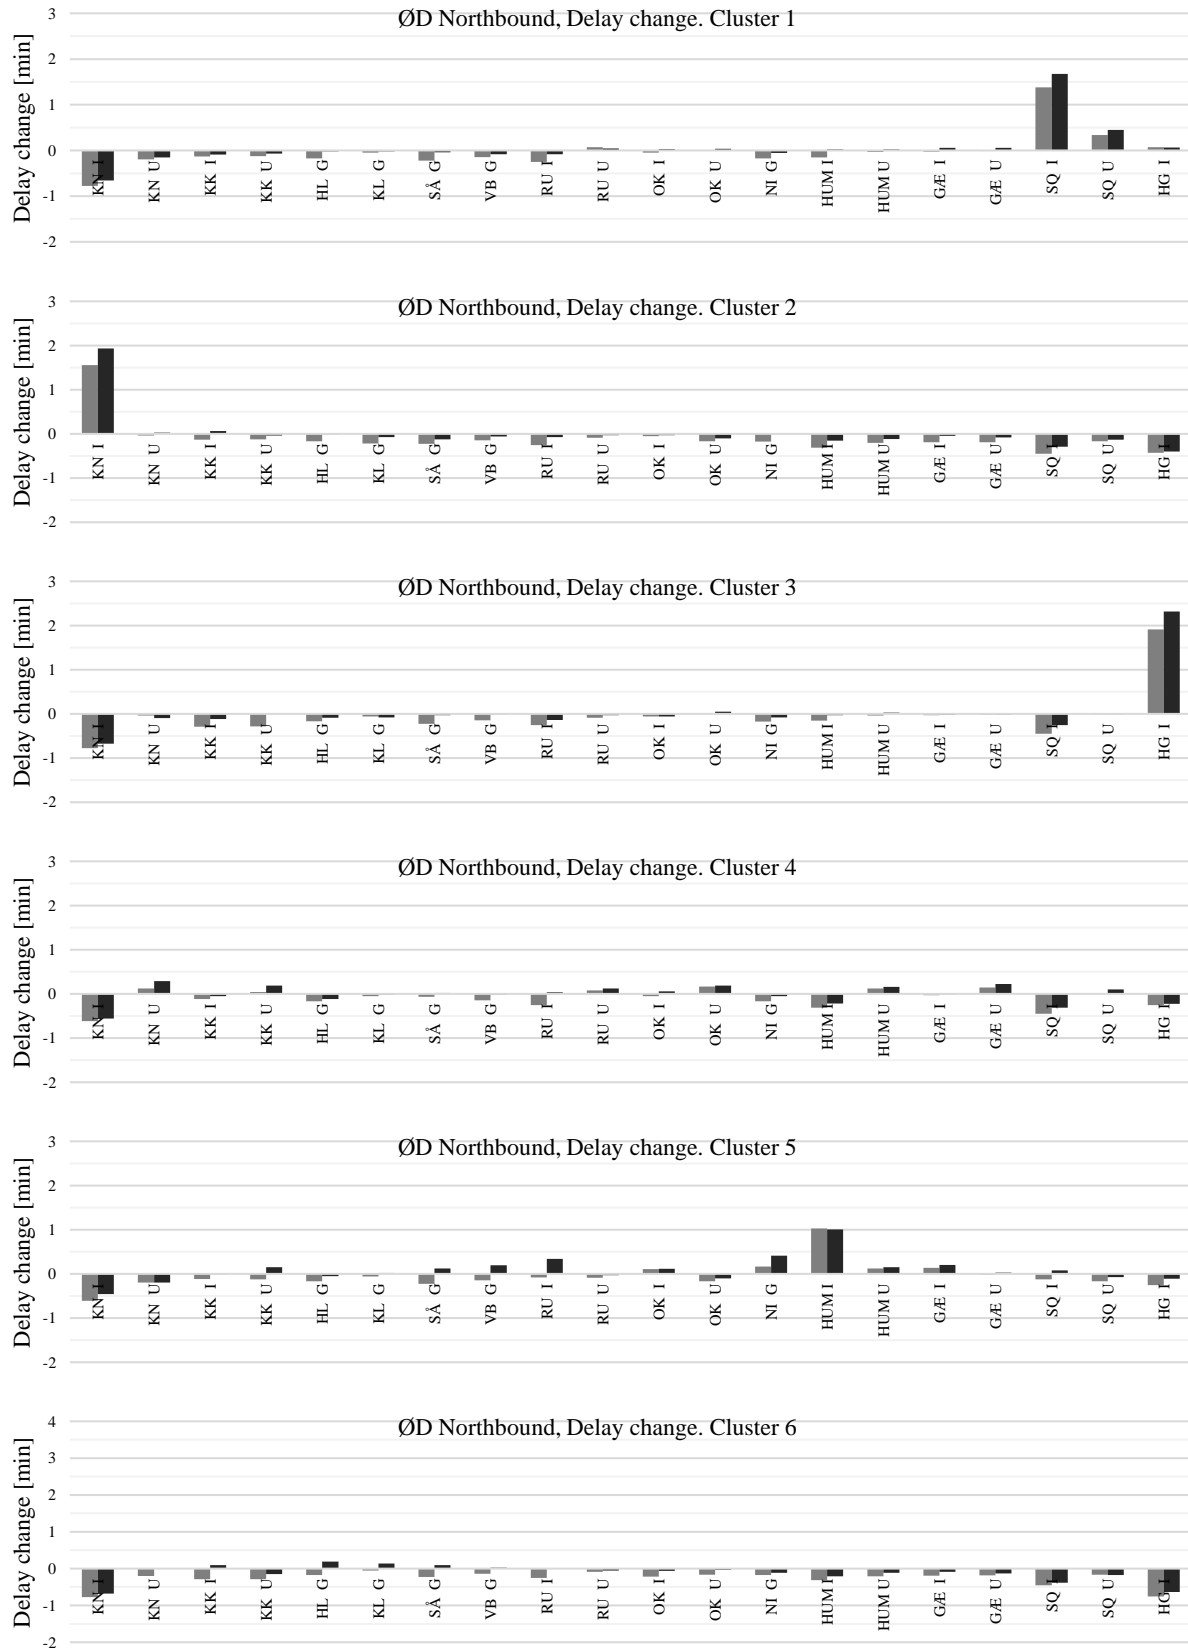 ØD Northbound, Delay change. Cluster 1
Delay change [min]
3
2
1
0
-1
-2
KN I
KN U
KK I
KK U
HL G
KL G
SÅ G
VB G
RU I
RU U
OK I
OK U
NI G
HUM I
HUM U
GÆ I
GÆ U
SQ I
SQ U
HG I
ØD Northbound, Delay change. Cluster 2
Delay change [min]
3
2
1
0
-1
-2
KN I
KN U
KK I
KK U
HL G
KL G
SÅ G
VB G
RU I
RU U
OK I
OK U
NI G
HUM I
HUM U
GÆ I
GÆ U
SQ I
SQ U
HG I
ØD Northbound, Delay change. Cluster 3
Delay change [min]
3
2
1
0
-1
-2
KN I
KN U
KK I
KK U
HL G
KL G
SÅ G
VB G
RU I
RU U
OK I
OK U
NI G
HUM I
HUM U
GÆ I
GÆ U
SQ I
SQ U
HG I
ØD Northbound, Delay change. Cluster 4
Delay change [min]
3
2
1
0
-1
-2
KN I
KN U
KK I
KK U
HL G
KL G
SÅ G
VB G
RU I
RU U
OK I
OK U
NI G
HUM I
HUM U
GÆ I
GÆ U
SQ I
SQ U
HG I
ØD Northbound, Delay change. Cluster 5
Delay change [min]
3
2
1
0
-1
-2
KN I
KN U
KK I
KK U
HL G
KL G
SÅ G
VB G
RU I
RU U
OK I
OK U
NI G
HUM I
HUM U
GÆ I
GÆ U
SQ I
SQ U
HG I
ØD Northbound, Delay change. Cluster 6
Delay change [min]
4
3
2
1
0
-1
-2
KN I
KN U
KK I
KK U
HL G
KL G
SÅ G
VB G
RU I
RU U
OK I
OK U
NI G
HUM I
HUM U
GÆ I
GÆ U
SQ I
SQ U
HG I